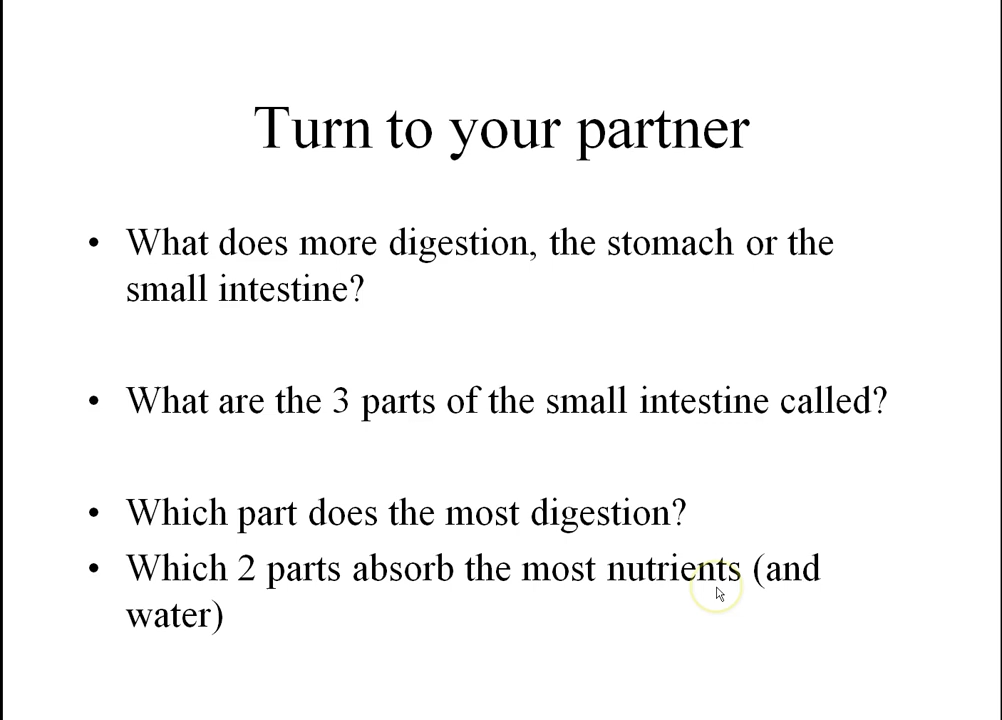 Turn to your partner
• What does more digestion, the stomach or the
small intestine?
• What are the 3 parts of the small intestine called?
• Which part does the most digestion?
• Which 2 parts absorb the most nutrients (and
water)